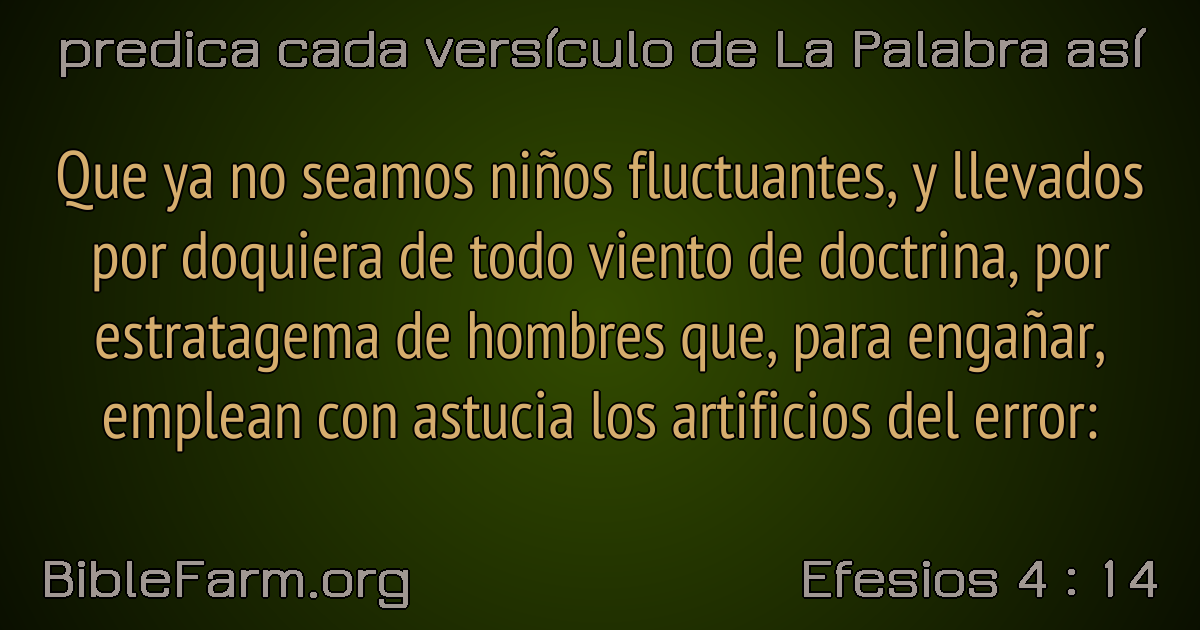 predica cada versículo de La Palabra así
Que ya no seamos niños fluctuantes, y llevados
por doquiera de todo viento de doctrina, por
estratagema de hombres que, para engañar,
emplean con astucia los artificios del error:
BibleFarm.org
Efesios 4 : 14